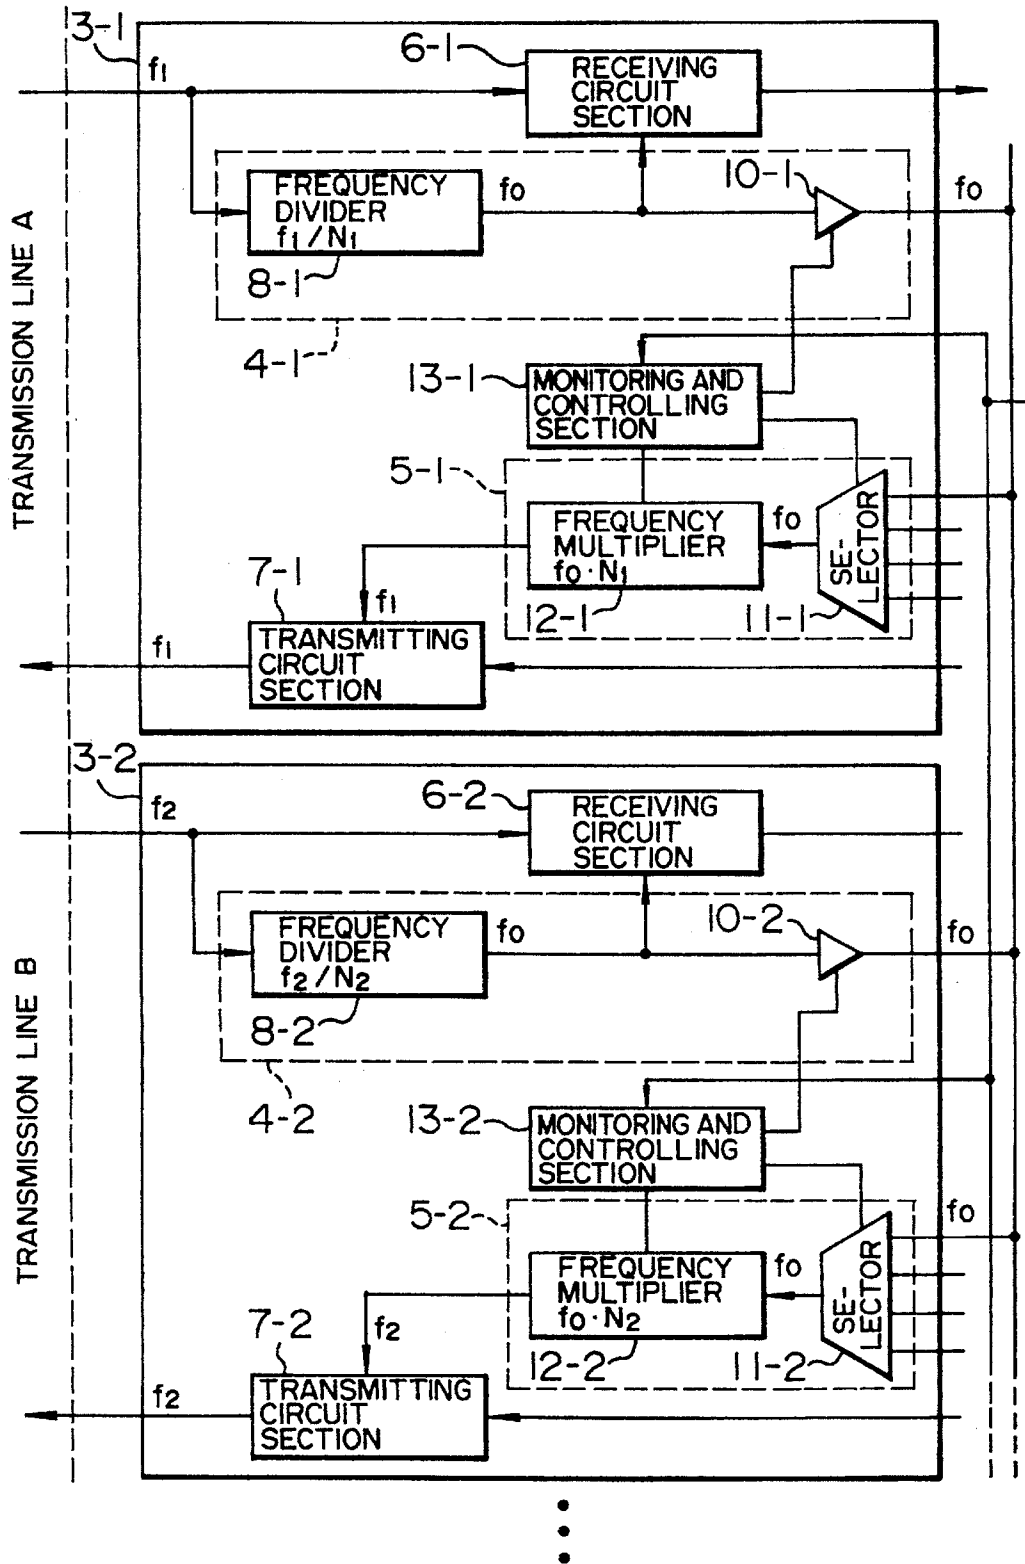 3-1
f1
6-1
RECEIVING
CIRCUIT
SECTION
10-1
FREQUENCY
DIVIDER
f1/N1
fo
fo
8-1
4-1
TRANSMISSION LINE A
13-1
MONITORING AND
CONTROLLING
SECTION
5-1
FREQUENCY
MULTIPLIER
fo·N1
fo
SE-
LECTOR
7-1
f1
12-1
11-1
f1
TRANSMITTING
CIRCUIT
SECTION
3-2
f2
6-2
RECEIVING
CIRCUIT
SECTION
10-2
FREQUENCY
DIVIDER
f2/N2
fo
fo
8-2
4-2
TRANSMISSION LINE B
13-2
MONITORING AND
CONTROLLING
SECTION
5-2
fo
FREQUENCY
MULTIPLIER
fo·N2
fo
SE-
LECTOR
7-2
f2
12-2
11-2
f2
TRANSMITTING
CIRCUIT
SECTION